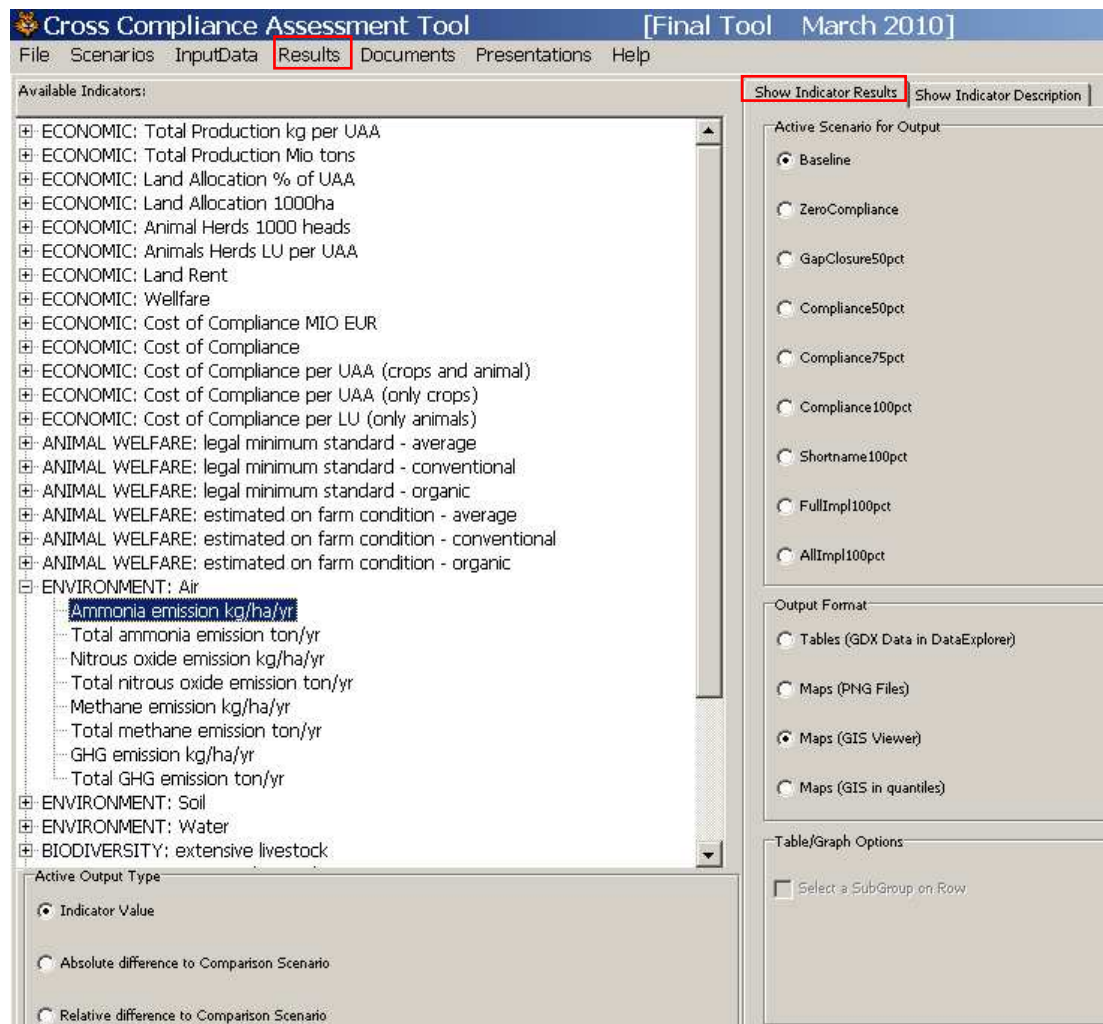 Cross Compliance Assessment Tool [Final Tool March 2010]
File Scenarios InputData Results Documents Presentations Help
Available Indicators:
ECONOMIC: Total Production kg per UAA
ECONOMIC: Total Production Mio tons
ECONOMIC: Land Allocation % of UAA
ECONOMIC: Land Allocation 1000ha
ECONOMIC: Animal Herds 1000 heads
ECONOMIC: Animals Herds LU per UAA
ECONOMIC: Land Rent
ECONOMIC: Wellfare
ECONOMIC: Cost of Compliance MIO EUR
ECONOMIC: Cost of Compliance
ECONOMIC: Cost of Compliance per UAA (crops and animal)
ECONOMIC: Cost of Compliance per UAA (only crops)
ECONOMIC: Cost of Compliance per LU (only animals)
ANIMAL WELFARE: legal minimum standard - average
ANIMAL WELFARE: legal minimum standard - conventional
ANIMAL WELFARE: legal minimum standard - organic
ANIMAL WELFARE: estimated on farm condition - average
ANIMAL WELFARE: estimated on farm condition - conventional
ANIMAL WELFARE: estimated on farm condition - organic
ENVIRONMENT: Air
Ammonia emission kg/ha/yr
Total ammonia emission ton/yr
Nitrous oxide emission kg/ha/yr
Total nitrous oxide emission ton/yr
Methane emission kg/ha/yr
Total methane emission ton/yr
GHG emission kg/ha/yr
Total GHG emission ton/yr
ENVIRONMENT: Soil
ENVIRONMENT: Water
BIODIVERSITY: extensive livestock
Active Output Type
Indicator Value
Absolute difference to Comparison Scenario
Relative difference to Comparison Scenario
Show Indicator Results Show Indicator Description
Active Scenario for Output
Baseline
ZeroCompliance
GapClosure50pct
Compliance50pct
Compliance75pct
Compliance100pct
Shortname100pct
FullImpl100pct
AllImpl100pct
Output Format
Tables (GDX Data in DataExplorer)
Maps (PNG Files)
Maps (GIS Viewer)
Maps (GIS in quantiles)
Table/Graph Options
Select a SubGroup on Row